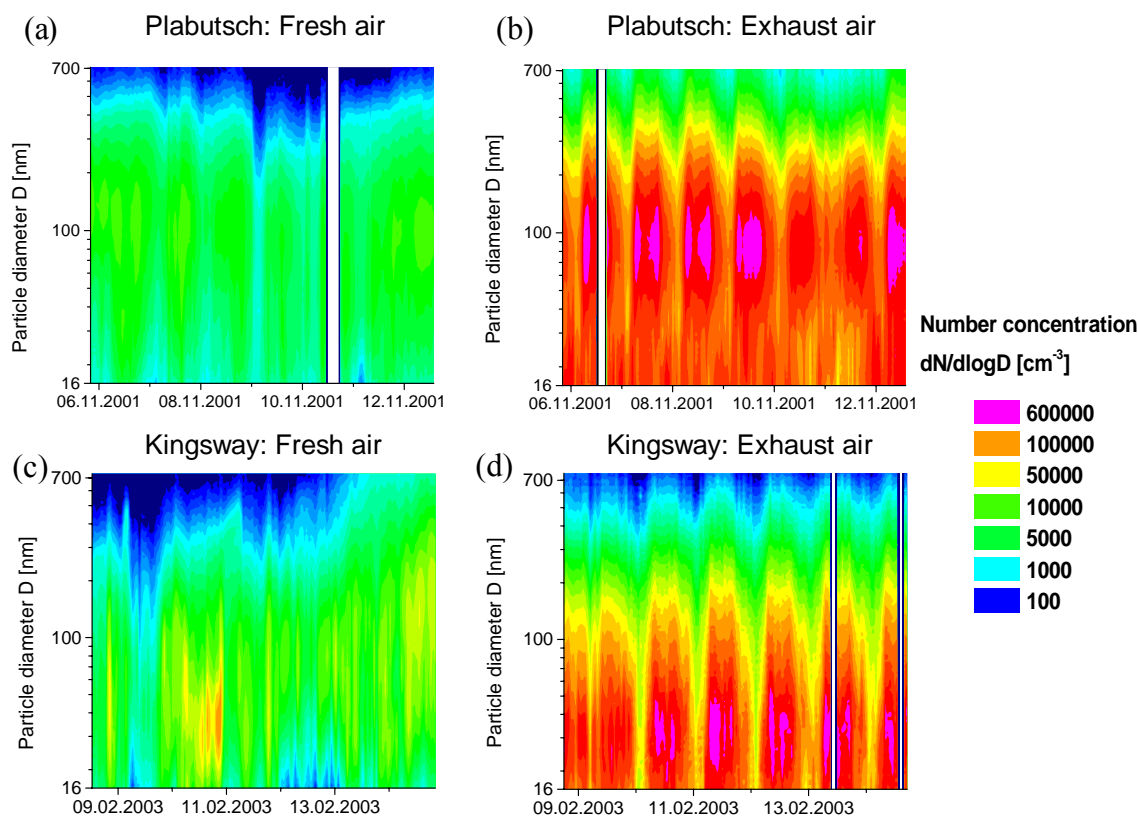 (a) Plabutsch: Fresh air
Particle diameter D [nm]
700
100
16
06.11.2001 08.11.2001 10.11.2001 12.11.2001
(b) Plabutsch: Exhaust air
Particle diameter D [nm]
700
100
16
06.11.2001 08.11.2001 10.11.2001 12.11.2001
(c) Kingsway: Fresh air
Particle diameter D [nm]
700
100
16
09.02.2003 11.02.2003 13.02.2003
(d) Kingsway: Exhaust air
Particle diameter D [nm]
700
100
16
09.02.2003 11.02.2003 13.02.2003
Number concentration
dN/dlogD [cm⁻³]
600000
100000
50000
10000
5000
1000
100